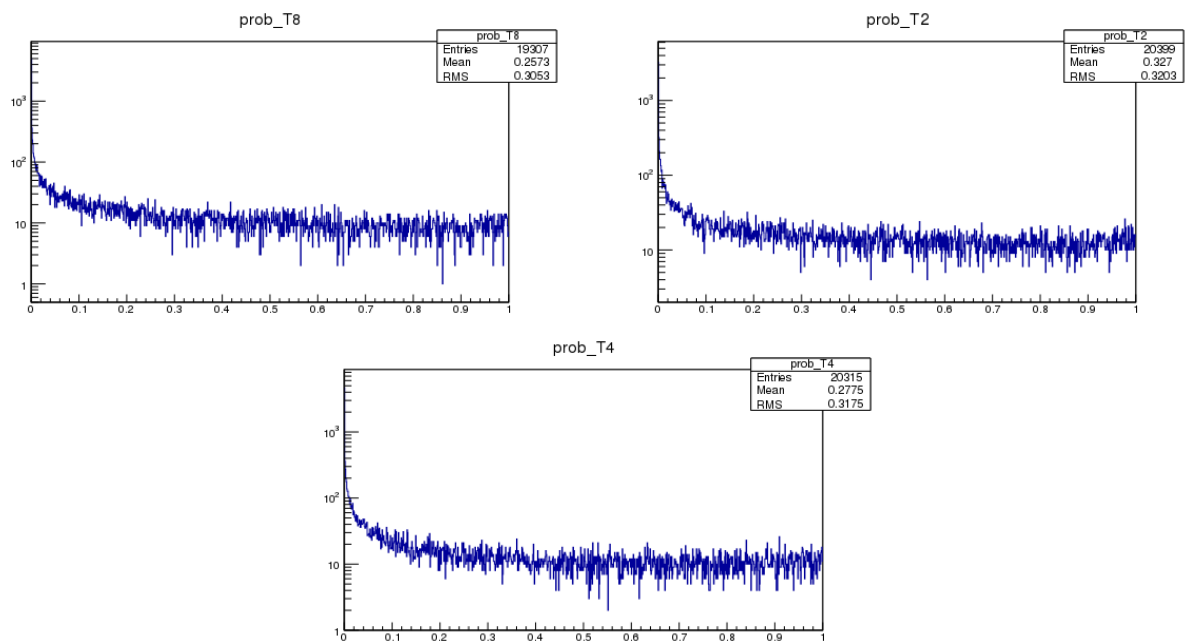 prob_T8
prob_T8
Entries 19307
Mean 0.2573
RMS 0.3053
10³
10²
10
1
0 0.1 0.2 0.3 0.4 0.5 0.6 0.7 0.8 0.9 1
prob_T2
prob_T2
Entries 20399
Mean 0.327
RMS 0.3203
10³
10²
10
0 0.1 0.2 0.3 0.4 0.5 0.6 0.7 0.8 0.9 1
prob_T4
prob_T4
Entries 20315
Mean 0.2775
RMS 0.3175
10³
10²
10
1
0 0.1 0.2 0.3 0.4 0.5 0.6 0.7 0.8 0.9 1